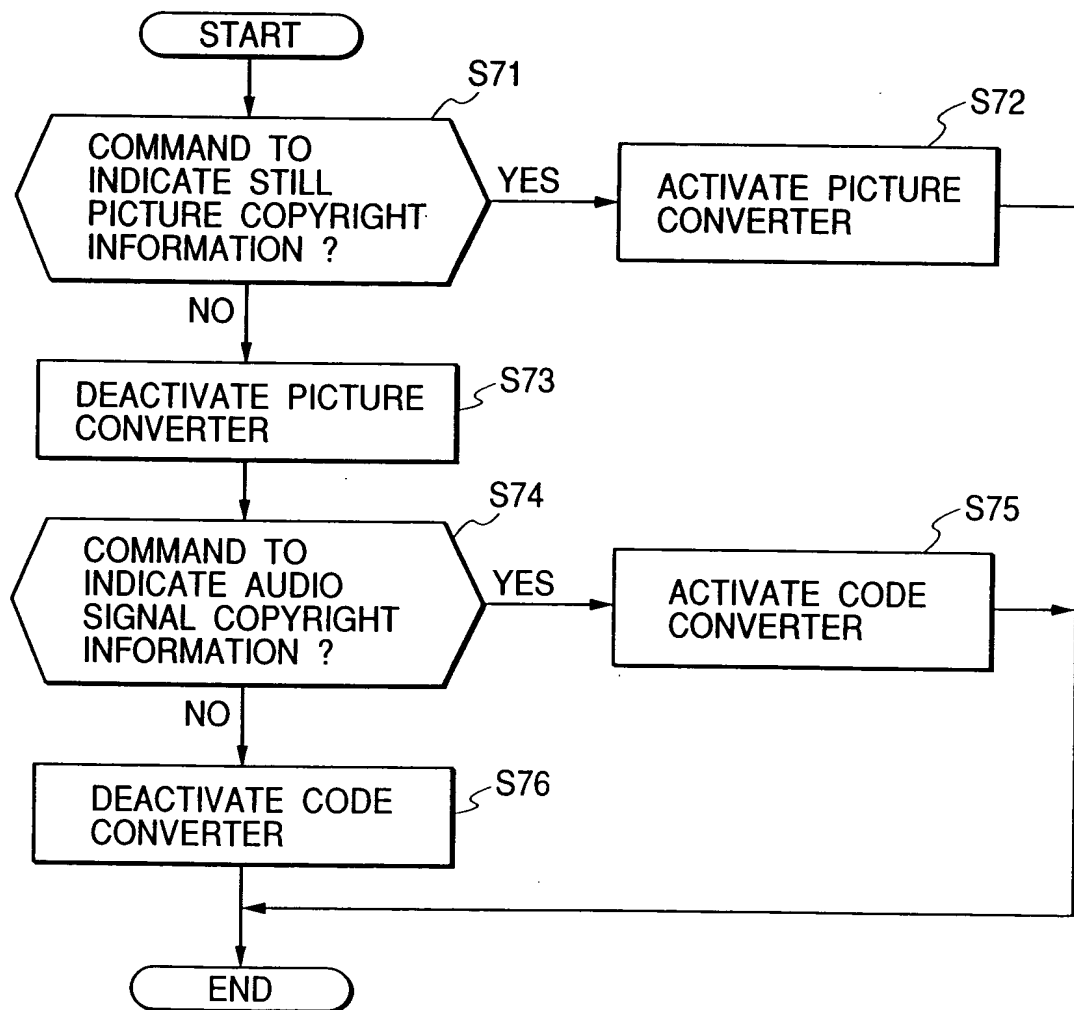 START
S71
COMMAND TO
INDICATE STILL
PICTURE COPYRIGHT
INFORMATION ?
YES
S72
ACTIVATE PICTURE
CONVERTER
NO
S73
DEACTIVATE PICTURE
CONVERTER
S74
COMMAND TO
INDICATE AUDIO
SIGNAL COPYRIGHT
INFORMATION ?
YES
S75
ACTIVATE CODE
CONVERTER
NO
S76
DEACTIVATE CODE
CONVERTER
END